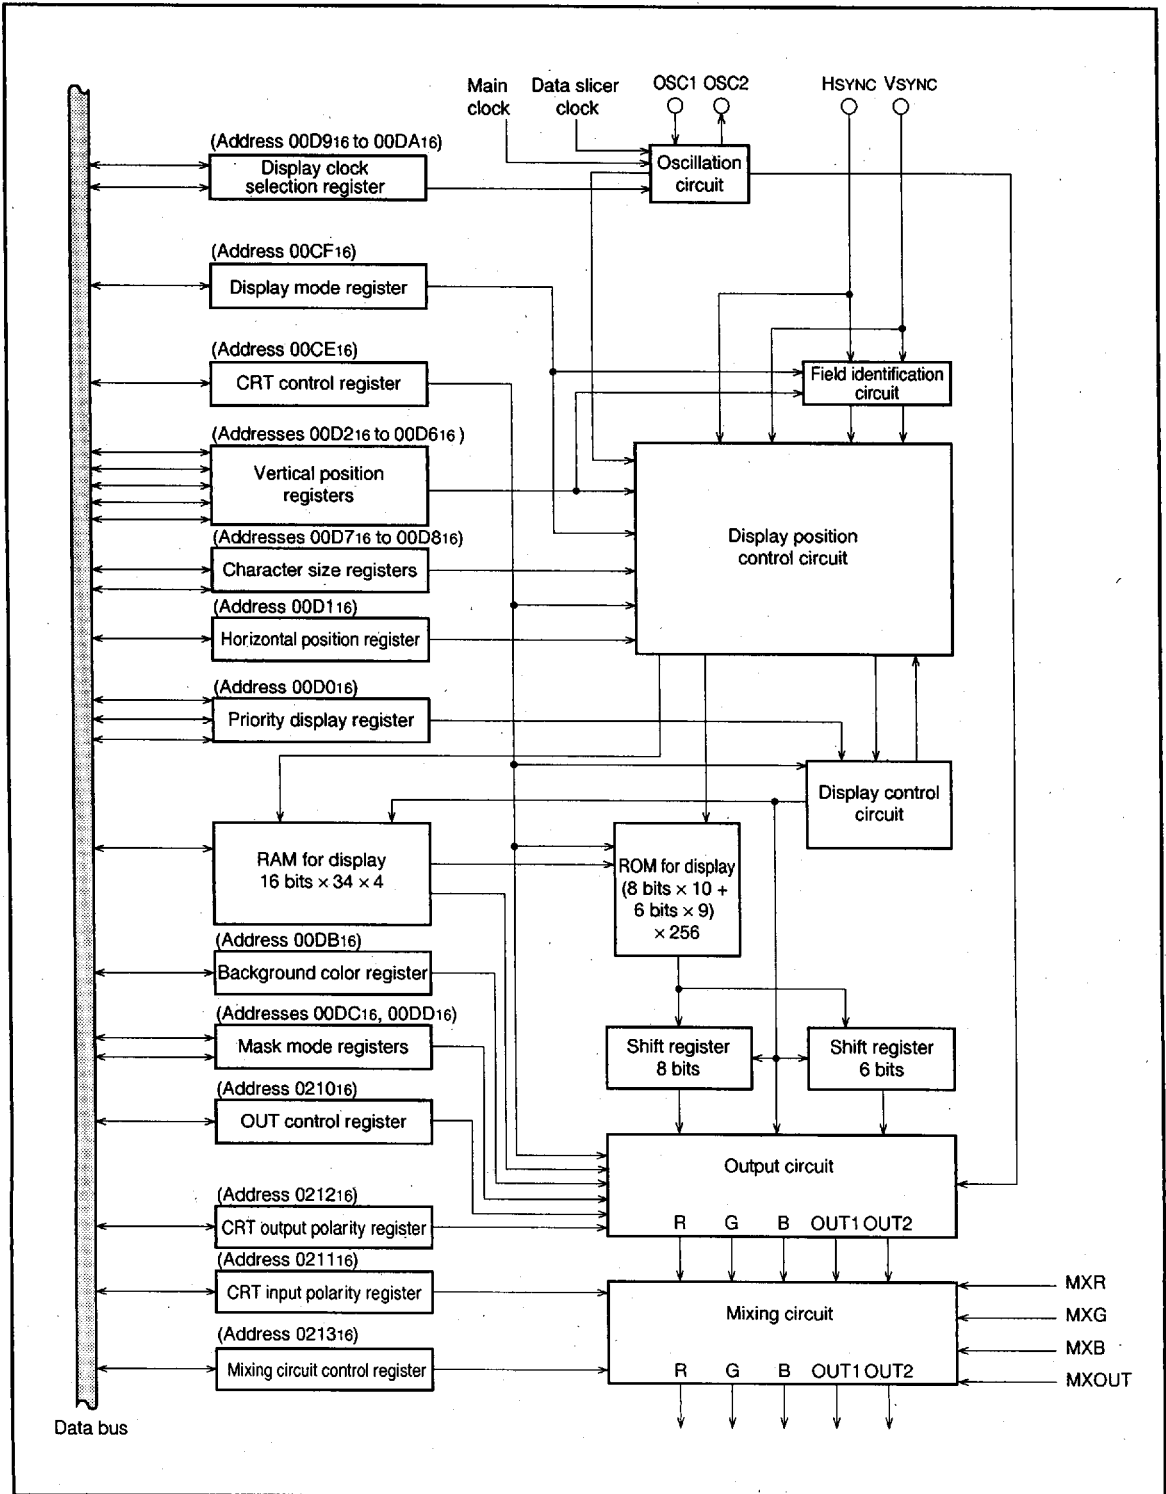 Main clock
Data slicer clock
OSC1 OSC2
HSYNC VSYNC
(Address 00D916 to 00DA16)
Display clock
selection register
Oscillation
circuit
(Address 00CF16)
Display mode register
(Address 00CE16)
CRT control register
Field identification
circuit
(Addresses 00D216 to 00D616 )
Vertical position
registers
Display position
control circuit
(Addresses 00D716 to 00D816)
Character size registers
(Address 00D116)
Horizontal position register
(Address 00D016)
Priority display register
Display control
circuit
RAM for display
16 bits × 34 × 4
ROM for display
(8 bits × 10 +
6 bits × 9)
× 256
(Address 00DB16)
Background color register
(Addresses 00DC16, 00DD16)
Mask mode registers
Shift register
8 bits
Shift register
6 bits
(Address 021016)
OUT control register
Output circuit
(Address 021216)
CRT output polarity register
R G B OUT1 OUT2
(Address 021116)
CRT input polarity register
Mixing circuit
MXR
MXG
MXB
MXOUT
(Address 021316)
Mixing circuit control register
R G B OUT1 OUT2
Data bus